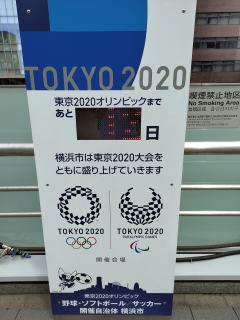 TOKYO 2020
東京2020オリンピックまで
あと
日
横浜市は東京2020大会を
ともに盛り上げていきます
TOKYO 2020
TOKYO 2020
PARALYMPIC GAMES
開催会場
東京2020オリンピック
野球・ソフトボール サッカー
開催自治体 横浜市
喫煙禁止地区
No Smoking Area